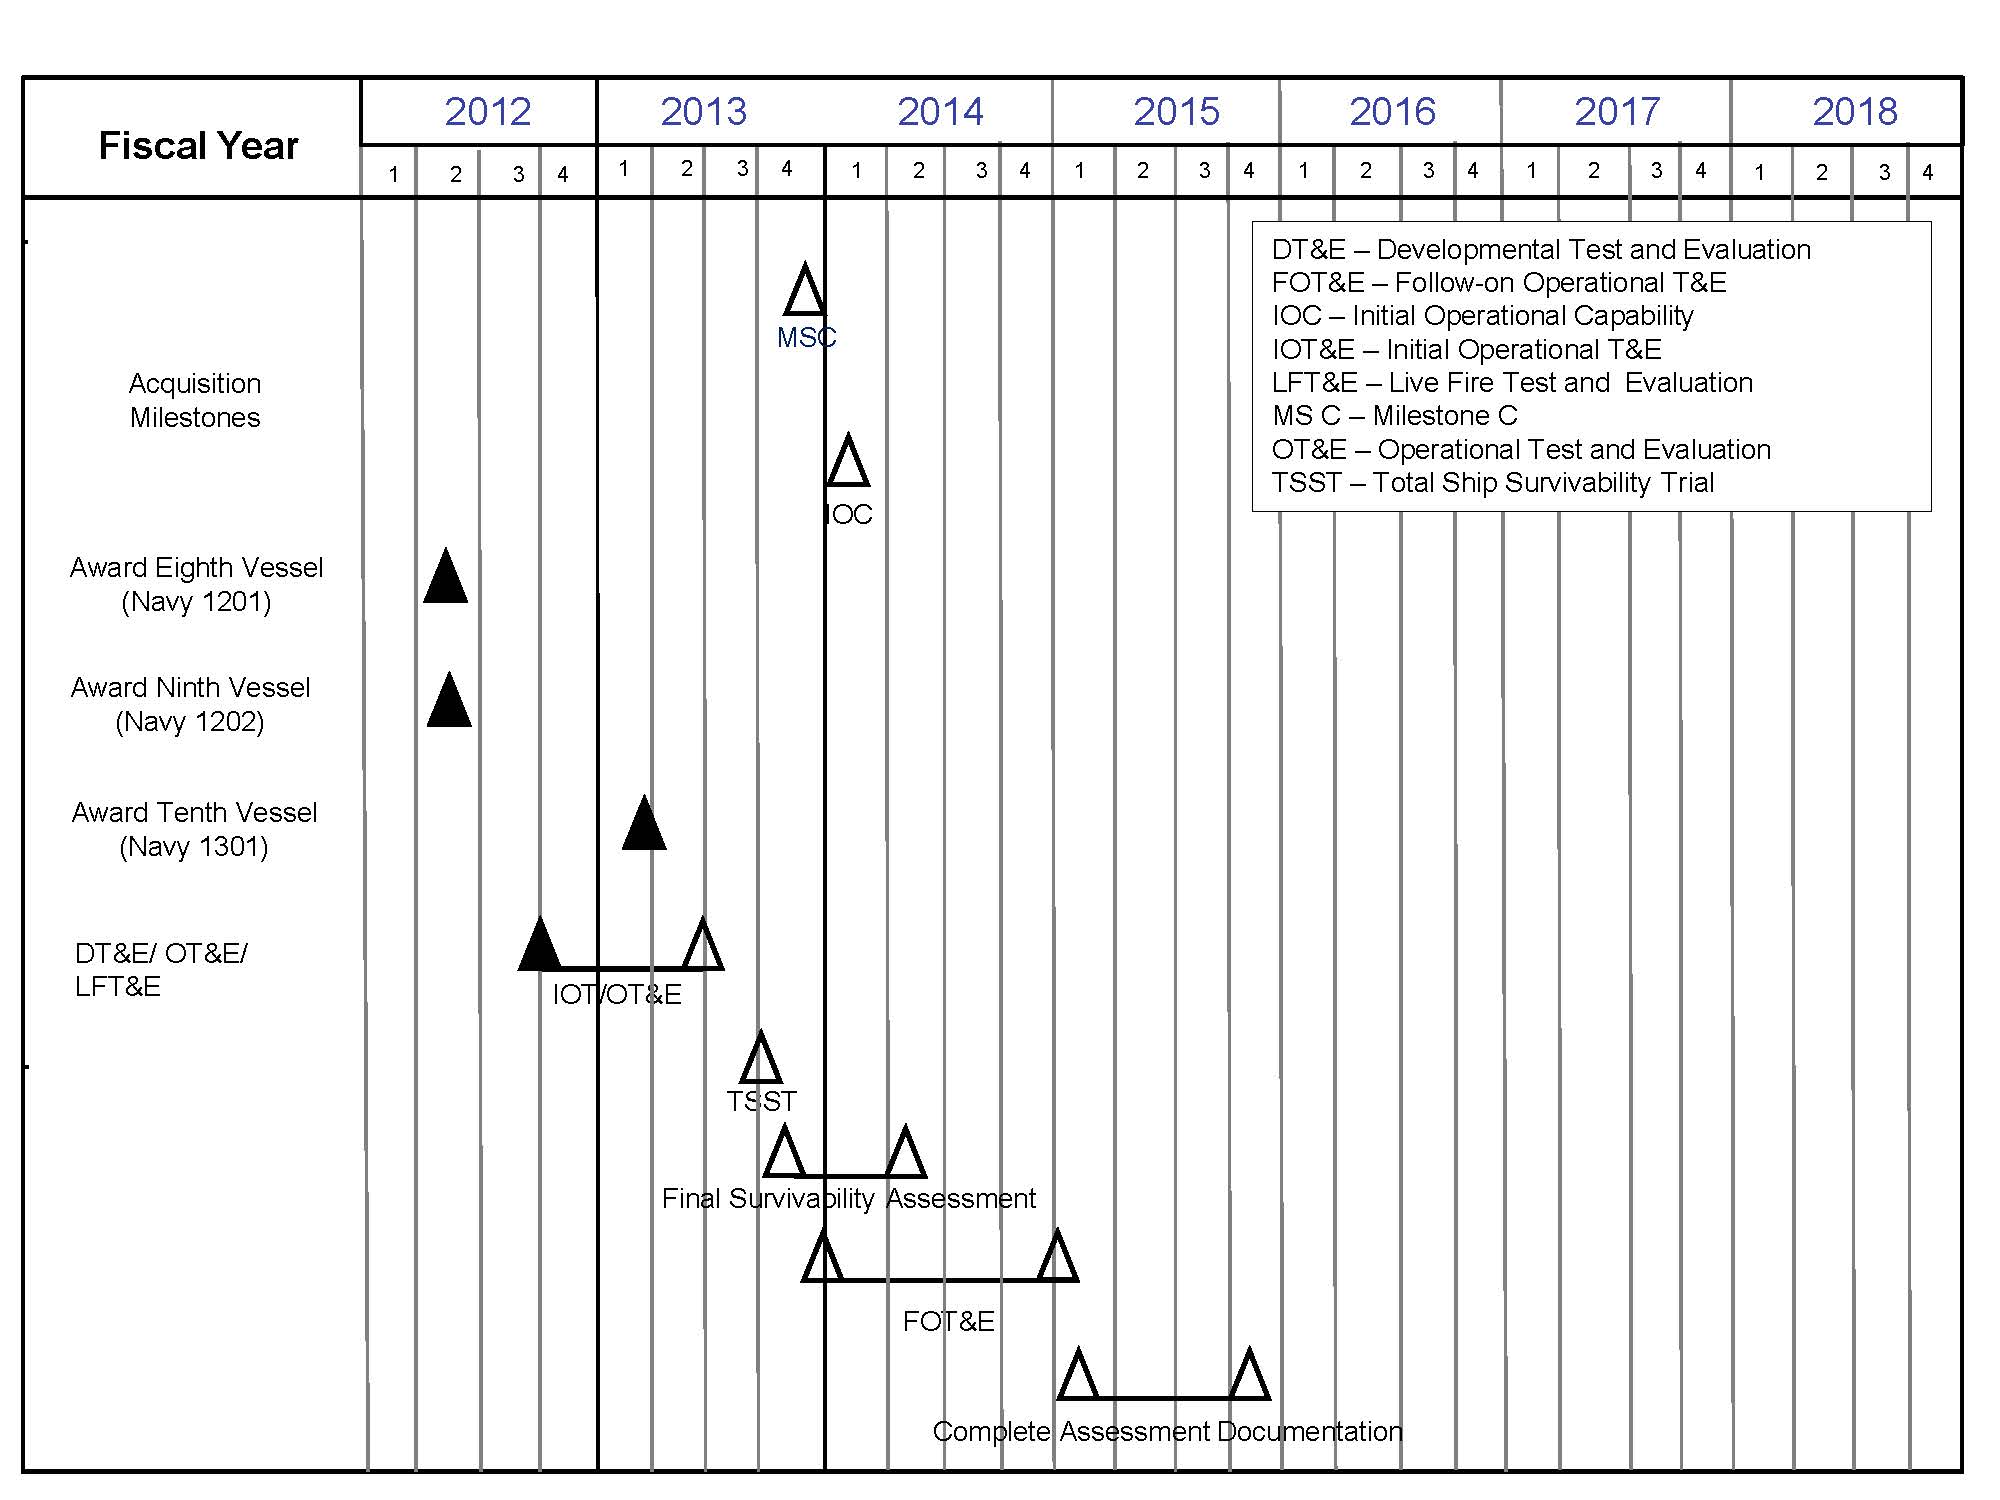 Fiscal Year
2012 2013 2014 2015 2016 2017 2018
1 2 3 4 1 2 3 4 1 2 3 4 1 2 3 4 1 2 3 4 1 2 3 4 1 2 3 4
DT&E – Developmental Test and Evaluation
FOT&E – Follow-on Operational T&E
IOC – Initial Operational Capability
IOT&E – Initial Operational T&E
LFT&E – Live Fire Test and Evaluation
MS C – Milestone C
OT&E – Operational Test and Evaluation
TSST – Total Ship Survivability Trial
MSC
Acquisition
Milestones
IOC
Award Eighth Vessel
(Navy 1201)
Award Ninth Vessel
(Navy 1202)
Award Tenth Vessel
(Navy 1301)
DT&E/ OT&E/
LFT&E
IOT/OT&E
TSST
Final Survivability Assessment
FOT&E
Complete Assessment Documentation